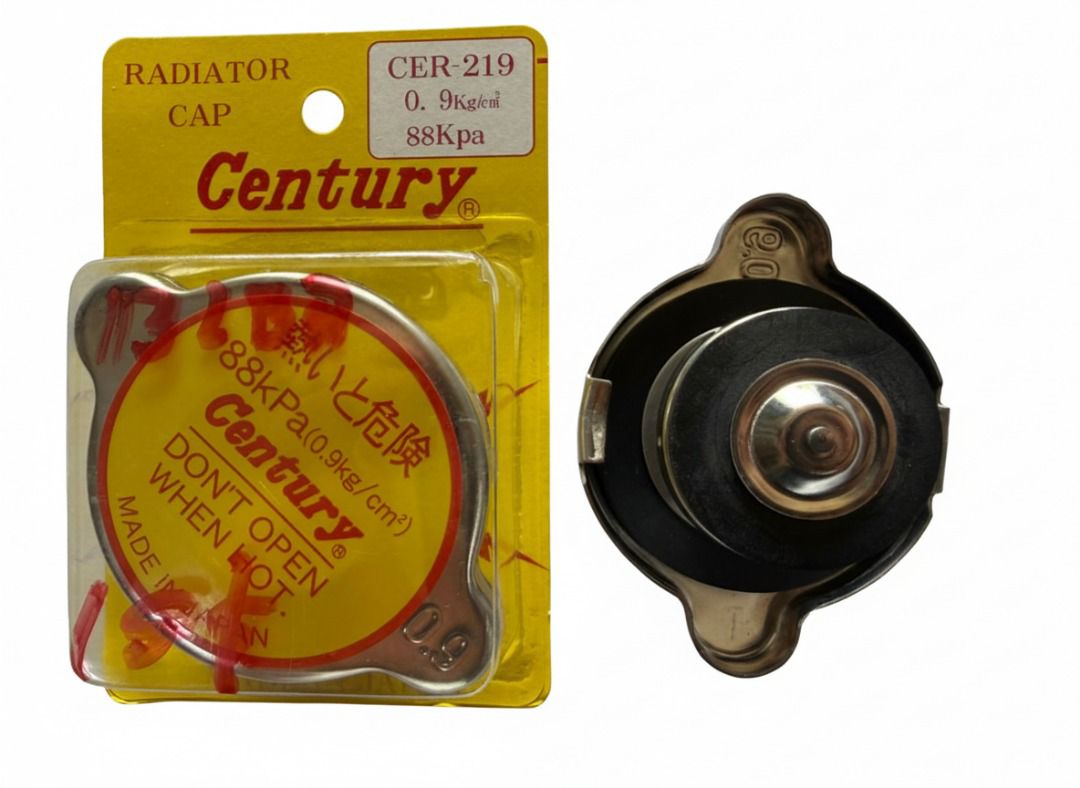 RADIATOR
CAP
CER-219
0. 9Kg/c㎡
88Kpa
Century®
熱いと危険
88kPa(0.9kg/cm²)
Century®
DON'T OPEN
WHEN HOT.
MADE IN JAPAN
0.9
0.9